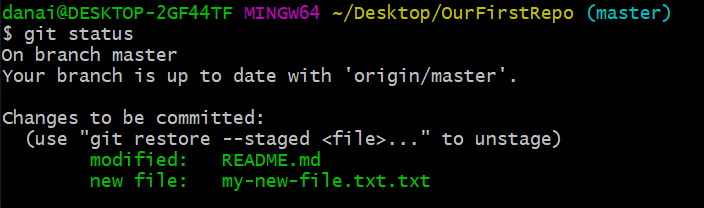 danai@DESKTOP-2GF44TF MINGW64 ~/Desktop/OurFirstRepo (master)
$ git status
On branch master
Your branch is up to date with 'origin/master'.

Changes to be committed:
  (use "git restore --staged <file>..." to unstage)
        modified:   README.md
        new file:   my-new-file.txt.txt